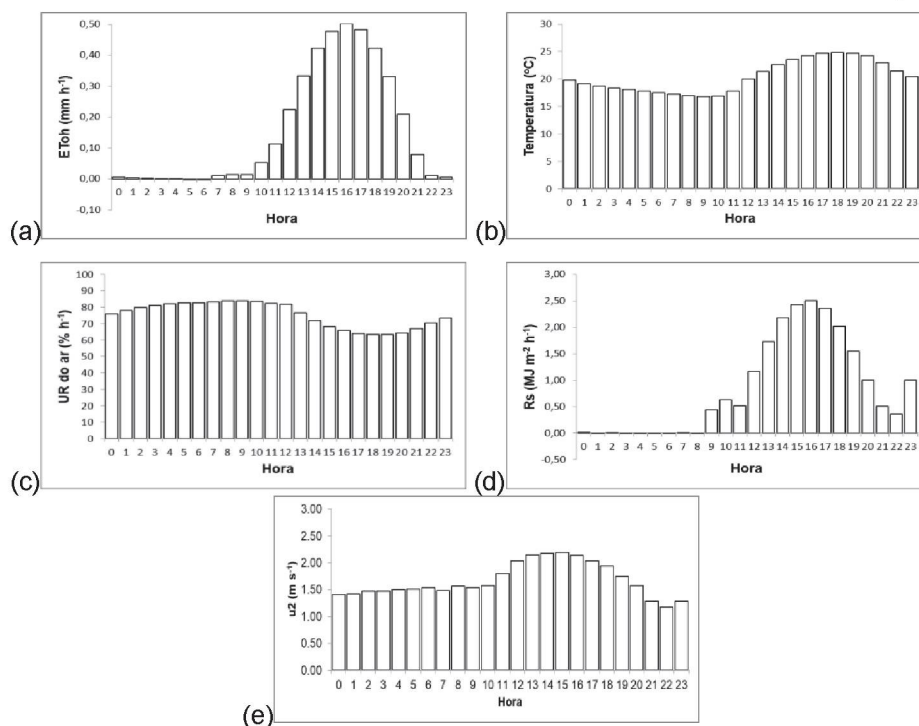 0,50
0,40
0,30
0,20
0,10
0,00
-0,10
EToh (mm h-1)
0 1 2 3 4 5 6 7 8 9 10 11 12 13 14 15 16 17 18 19 20 21 22 23
Hora
(a)
30
25
20
15
10
5
0
Temperatura (°C)
0 1 2 3 4 5 6 7 8 9 10 11 12 13 14 15 16 17 18 19 20 21 22 23
Hora
(b)
100
90
80
70
60
50
40
30
20
10
0
UR do ar (% h-1)
0 1 2 3 4 5 6 7 8 9 10 11 12 13 14 15 16 17 18 19 20 21 22 23
Hora
(c)
3,00
2,50
2,00
1,50
1,00
0,50
0,00
-0,50
Rs (MJ m-2 h-1)
0 1 2 3 4 5 6 7 8 9 10 11 12 13 14 15 16 17 18 19 20 21 22 23
Hora
(d)
3.00
2.50
2.00
1.50
1.00
0.50
0.00
u2 (m s-1)
0 1 2 3 4 5 6 7 8 9 10 11 12 13 14 15 16 17 18 19 20 21 22 23
Hora
(e)